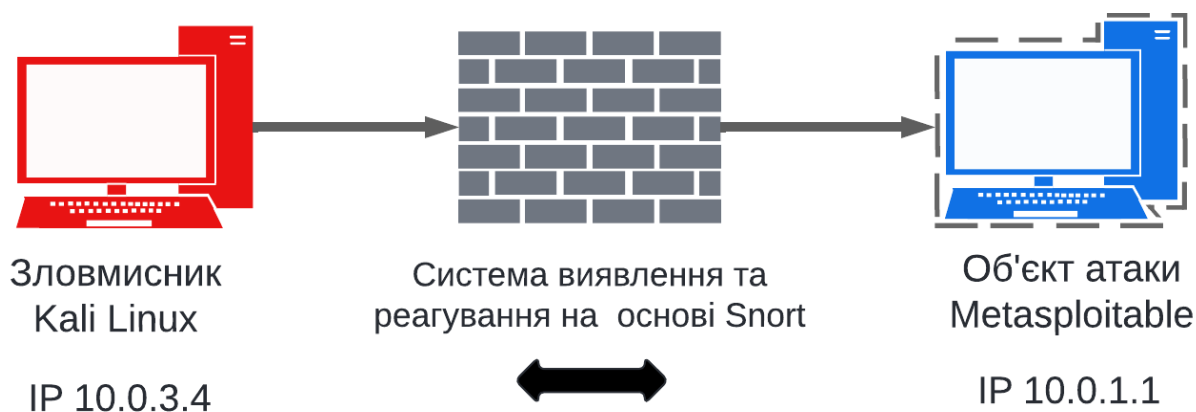 Зловмисник
Kali Linux
IP 10.0.3.4
Система виявлення та
реагування на основі Snort
Об'єкт атаки
Metasploitable
IP 10.0.1.1